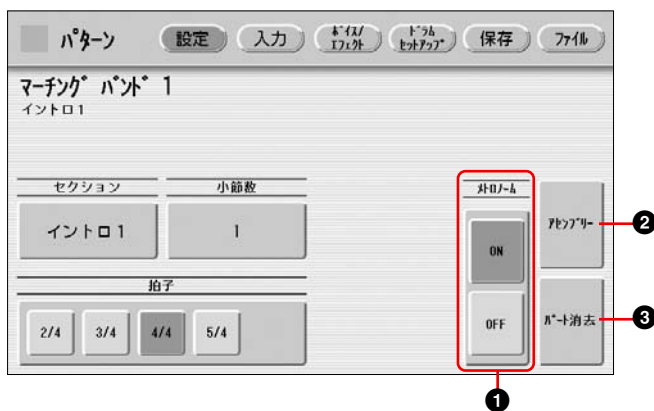 パターン
設定
入力
ボイス/
エフェクト
ドラム
セットアップ
保存
ファイル
マーチング バンド 1
イントロ1
セクション
小節数
メトロノーム
イントロ1
1
アセンブリー
❷
ON
拍子
2/4
3/4
4/4
5/4
OFF
パート消去
❸
❶